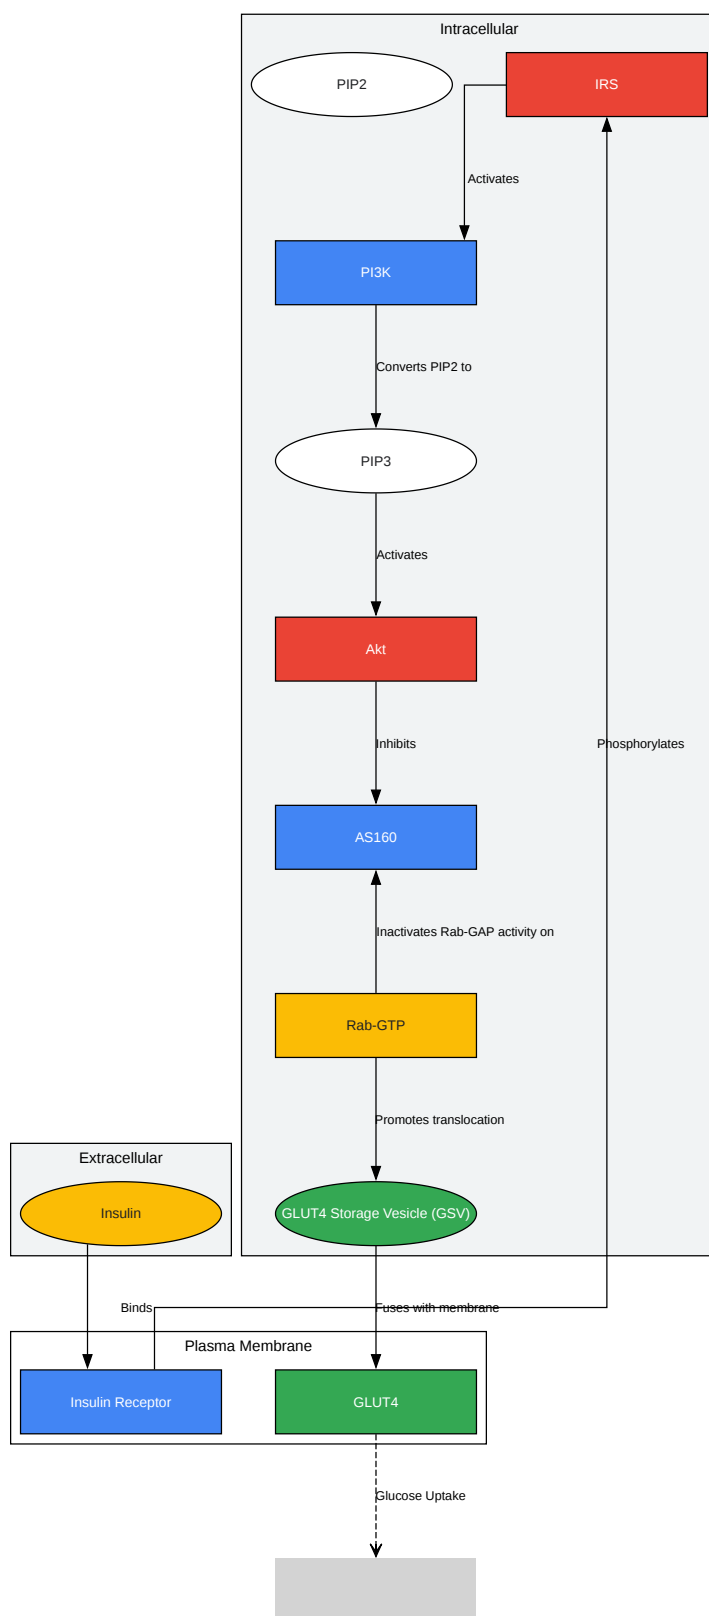 Intracellular
PIP2
IRS
Activates
PI3K
Converts PIP2 to
PIP3
Activates
Akt
Inhibits
Phosphorylates
AS160
Inactivates Rab-GAP activity on
Rab-GTP
Promotes translocation
Extracellular
Insulin
GLUT4 Storage Vesicle (GSV)
Binds
Fuses with membrane
Plasma Membrane
Insulin Receptor
GLUT4
Glucose Uptake